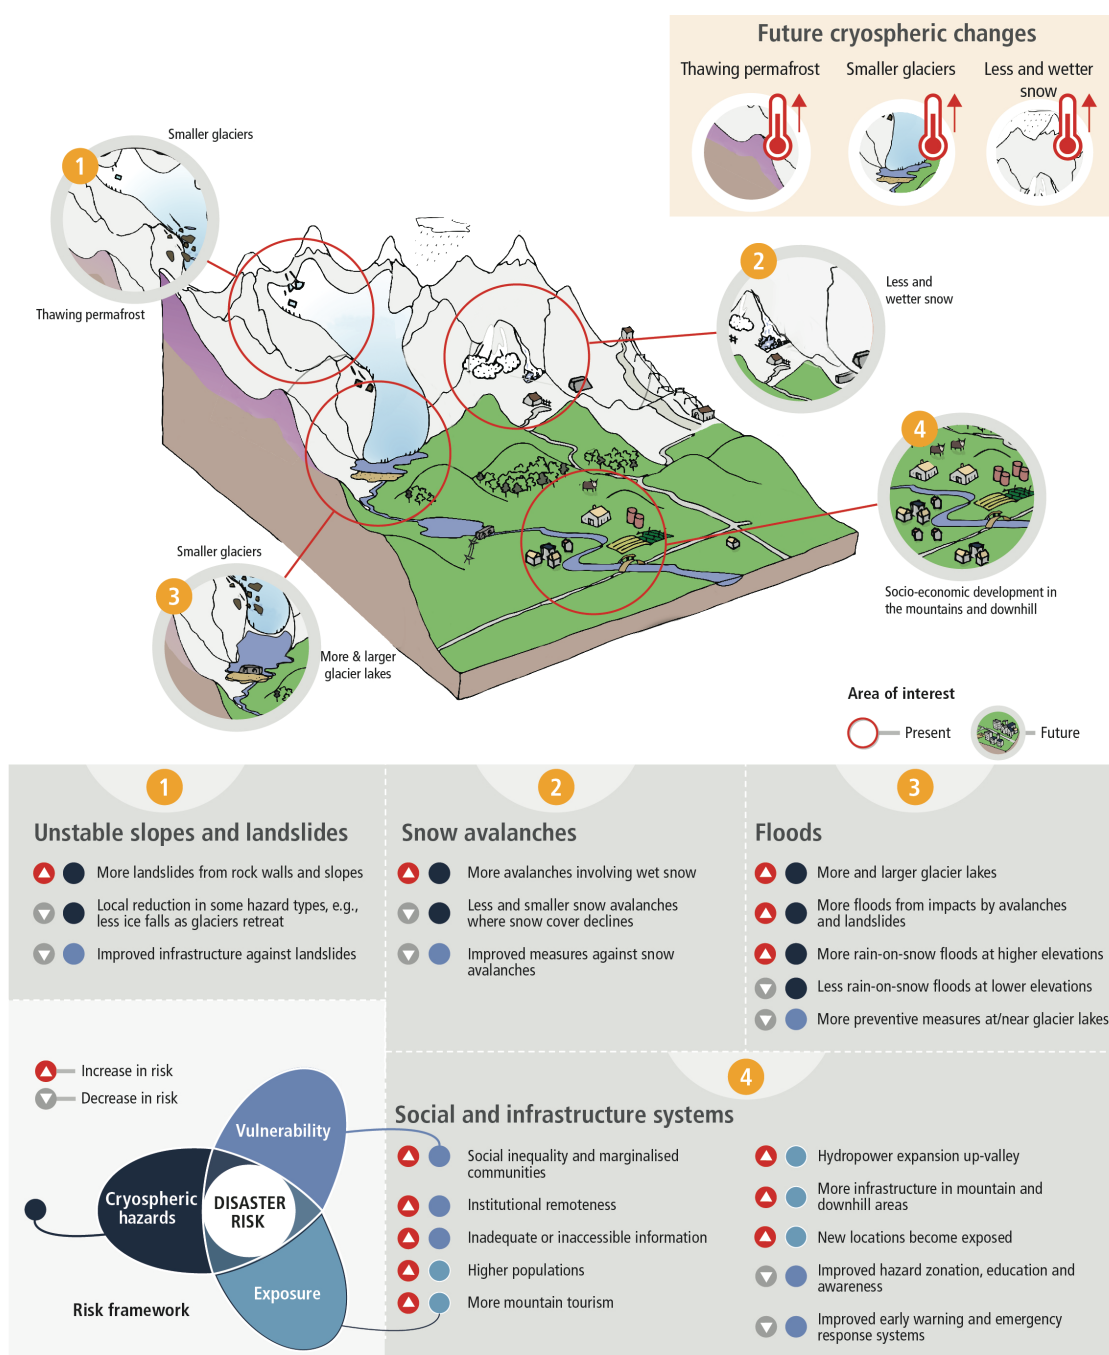 Future cryospheric changes
Thawing permafrost
Smaller glaciers
Less and wetter
snow
Smaller glaciers
1
Thawing permafrost
2
Less and
wetter snow
4
Socio-economic development in
the mountains and downhill
Smaller glaciers
3
More & larger
glacier lakes
Area of interest
Present
Future
1
Unstable slopes and landslides
More landslides from rock walls and slopes
Local reduction in some hazard types, e.g.,
less ice falls as glaciers retreat
Improved infrastructure against landslides
2
Snow avalanches
More avalanches involving wet snow
Less and smaller snow avalanches
where snow cover declines
Improved measures against snow
avalanches
3
Floods
More and larger glacier lakes
More floods from impacts by avalanches
and landslides
More rain-on-snow floods at higher elevations
Less rain-on-snow floods at lower elevations
More preventive measures at/near glacier lakes
Increase in risk
Decrease in risk
Vulnerability
Cryospheric
hazards
DISASTER
RISK
Exposure
Risk framework
4
Social and infrastructure systems
Social inequality and marginalised
communities
Institutional remoteness
Inadequate or inaccessible information
Higher populations
More mountain tourism
Hydropower expansion up-valley
More infrastructure in mountain and
downhill areas
New locations become exposed
Improved hazard zonation, education and
awareness
Improved early warning and emergency
response systems